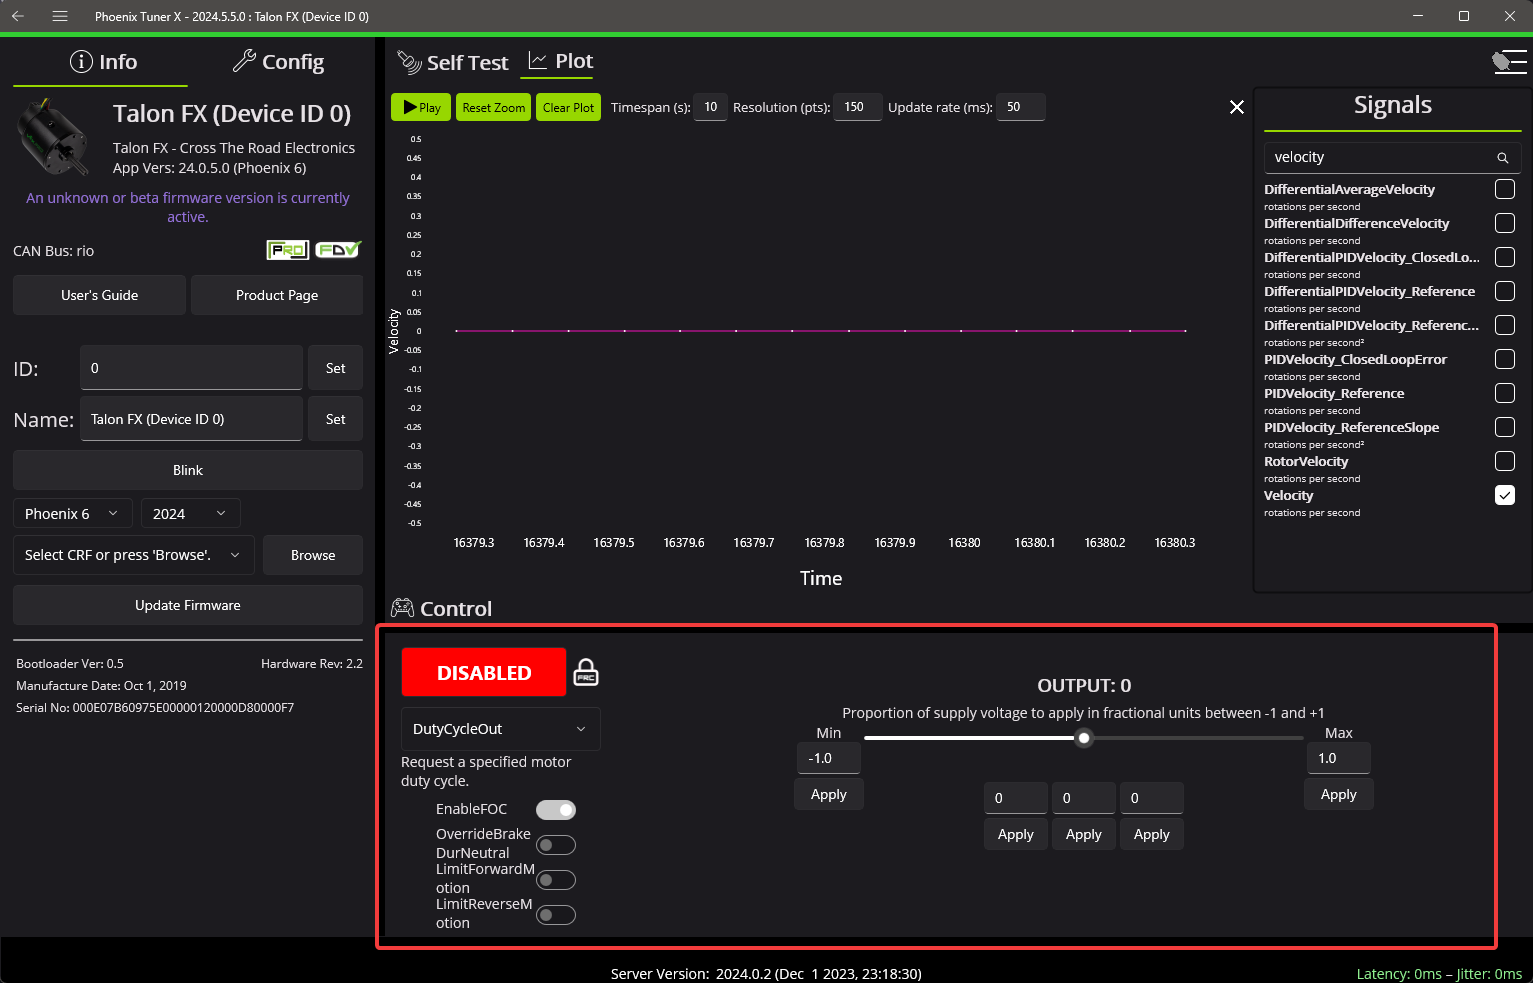 Phoenix Tuner X - 2024.5.5.0 : Talon FX (Device ID 0)
Info
Config
Talon FX (Device ID 0)
Talon FX - Cross The Road Electronics
App Vers: 24.0.5.0 (Phoenix 6)
An unknown or beta firmware version is currently
active.
CAN Bus: rio
PRO
FDV
User's Guide
Product Page
ID:
0
Set
Name:
Talon FX (Device ID 0)
Set
Blink
Phoenix 6
2024
Select CRF or press 'Browse'.
Browse
Update Firmware
Bootloader Ver: 0.5
Hardware Rev: 2.2
Manufacture Date: Oct 1, 2019
Serial No: 000E07B60975E00000120000D80000F7
Self Test
Plot
Play
Reset Zoom
Clear Plot
Timespan (s):
10
Resolution (pts):
150
Update rate (ms):
50
0.5
0.45
0.4
0.35
0.3
0.25
0.2
0.15
0.1
0.05
0
-0.05
-0.1
-0.15
-0.2
-0.25
-0.3
-0.35
-0.4
-0.45
-0.5
Velocity
16379.3
16379.4
16379.5
16379.6
16379.7
16379.8
16379.9
16380
16380.1
16380.2
16380.3
Time
Signals
velocity
DifferentialAverageVelocity
rotations per second
DifferentialDifferenceVelocity
rotations per second
DifferentialPIDVelocity_ClosedLo...
rotations per second
DifferentialPIDVelocity_Reference
rotations per second
DifferentialPIDVelocity_Referenc...
rotations per second²
PIDVelocity_ClosedLoopError
rotations per second
PIDVelocity_Reference
rotations per second
PIDVelocity_ReferenceSlope
rotations per second²
RotorVelocity
rotations per second
Velocity
rotations per second
Control
DISABLED
FRC
DutyCycleOut
Request a specified motor
duty cycle.
EnableFOC
OverrideBrake
DurNeutral
LimitForwardM
otion
LimitReverseM
otion
OUTPUT: 0
Proportion of supply voltage to apply in fractional units between -1 and +1
Min
-1.0
Apply
Max
1.0
Apply
0
0
0
Apply
Apply
Apply
Server Version: 2024.0.2 (Dec 1 2023, 23:18:30)
Latency: 0ms – Jitter: 0ms